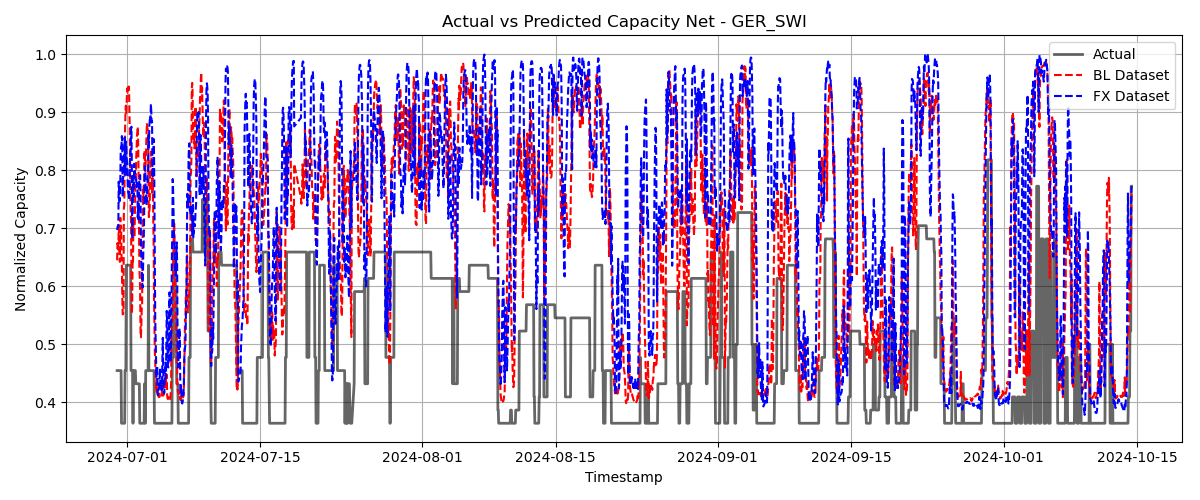 Actual vs Predicted Capacity Net - GER_SWI
Normalized Capacity
1.0
0.9
0.8
0.7
0.6
0.5
0.4
Actual
BL Dataset
FX Dataset
2024-07-01
2024-07-15
2024-08-01
2024-08-15
2024-09-01
2024-09-15
2024-10-01
2024-10-15
Timestamp